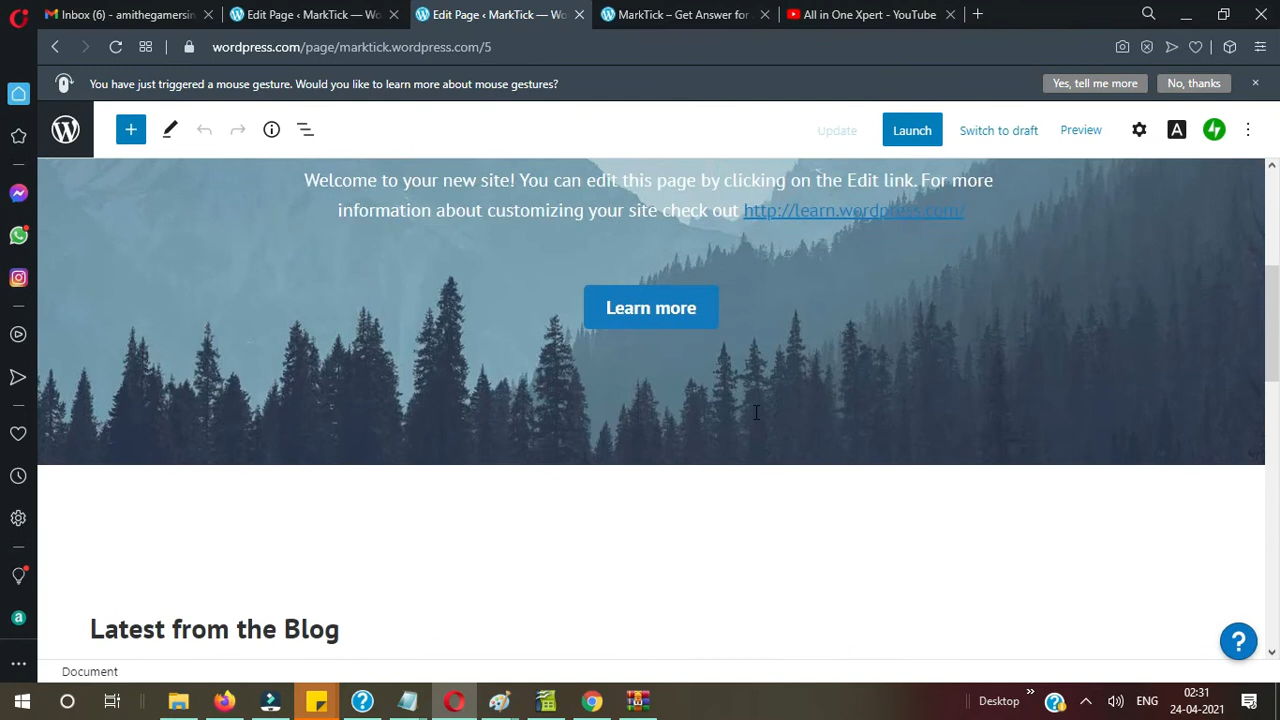 Inbox (6) - amithegamersin
Edit Page ‹ MarkTick — Wo
Edit Page ‹ MarkTick — Wo
MarkTick – Get Answer for
All in One Xpert - YouTube
wordpress.com/page/marktick.wordpress.com/5
You have just triggered a mouse gesture. Would you like to learn more about mouse gestures?
Yes, tell me more
No, thanks
Update
Launch
Switch to draft
Preview
A
Welcome to your new site! You can edit this page by clicking on the Edit link. For more
information about customizing your site check out http://learn.wordpress.com/
Learn more
Latest from the Blog
Document
Desktop
ENG
02:31
24-04-2021